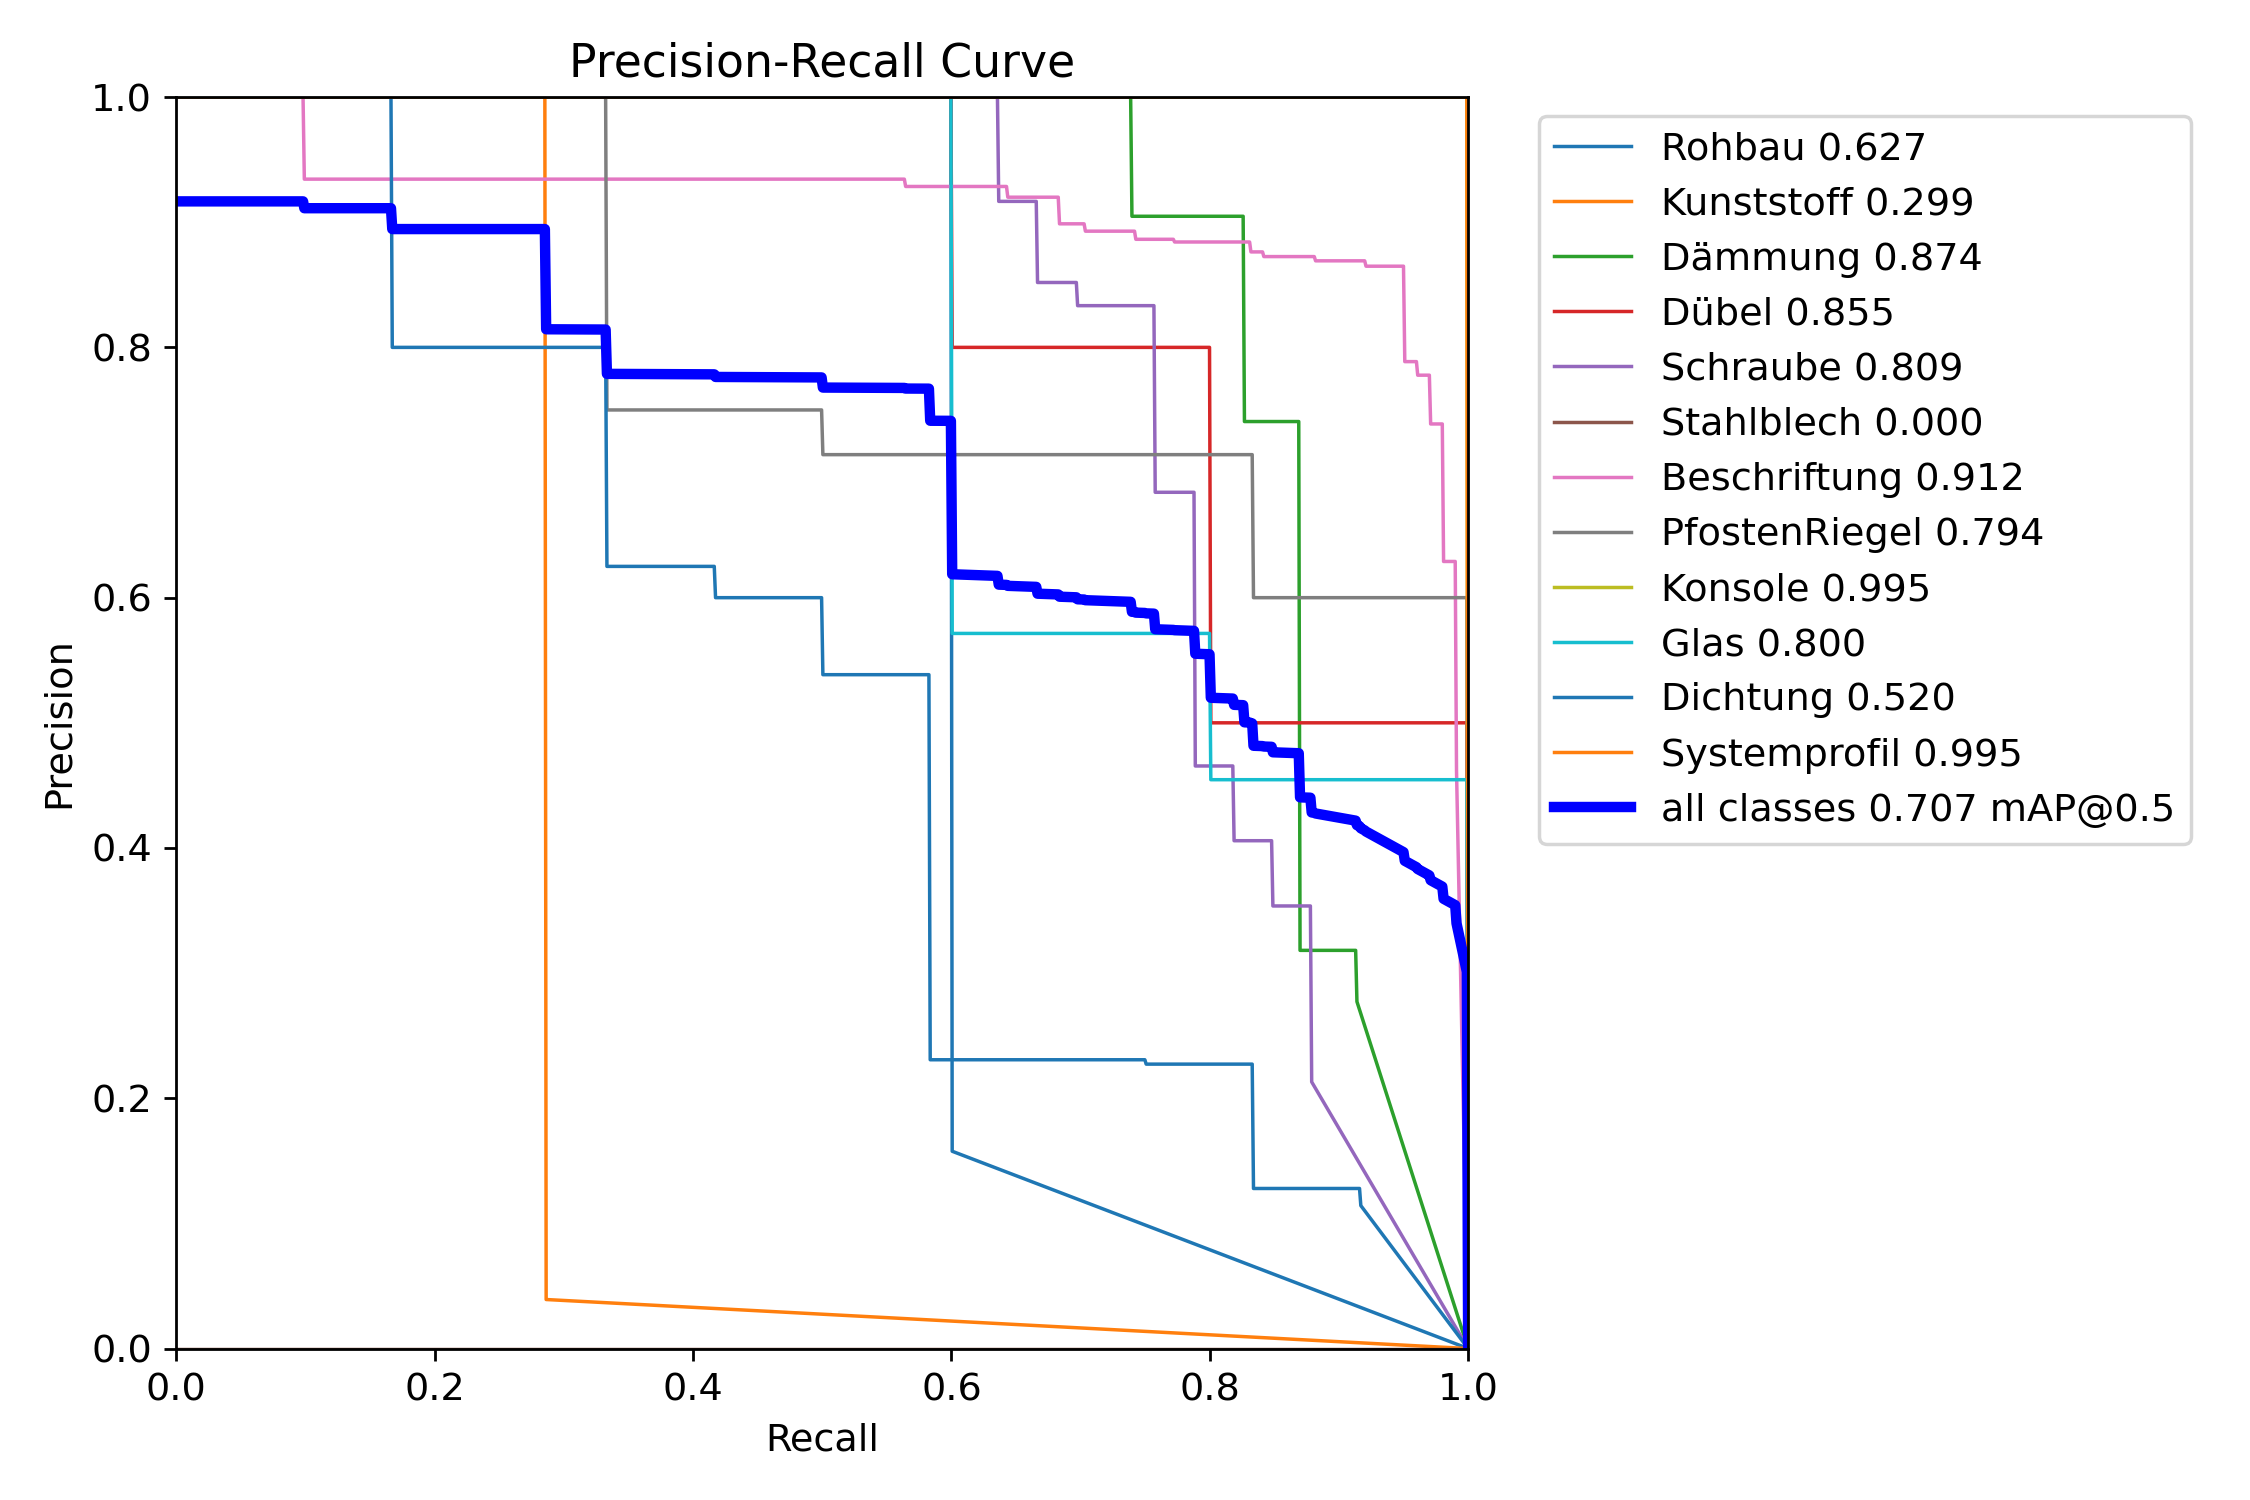 Precision-Recall Curve
1.0
0.8
0.6
0.4
0.2
0.0
Precision
0.0 0.2 0.4 0.6 0.8 1.0
Recall
Rohbau 0.627
Kunststoff 0.299
Dämmung 0.874
Dübel 0.855
Schraube 0.809
Stahlblech 0.000
Beschriftung 0.912
PfostenRiegel 0.794
Konsole 0.995
Glas 0.800
Dichtung 0.520
Systemprofil 0.995
all classes 0.707 mAP@0.5